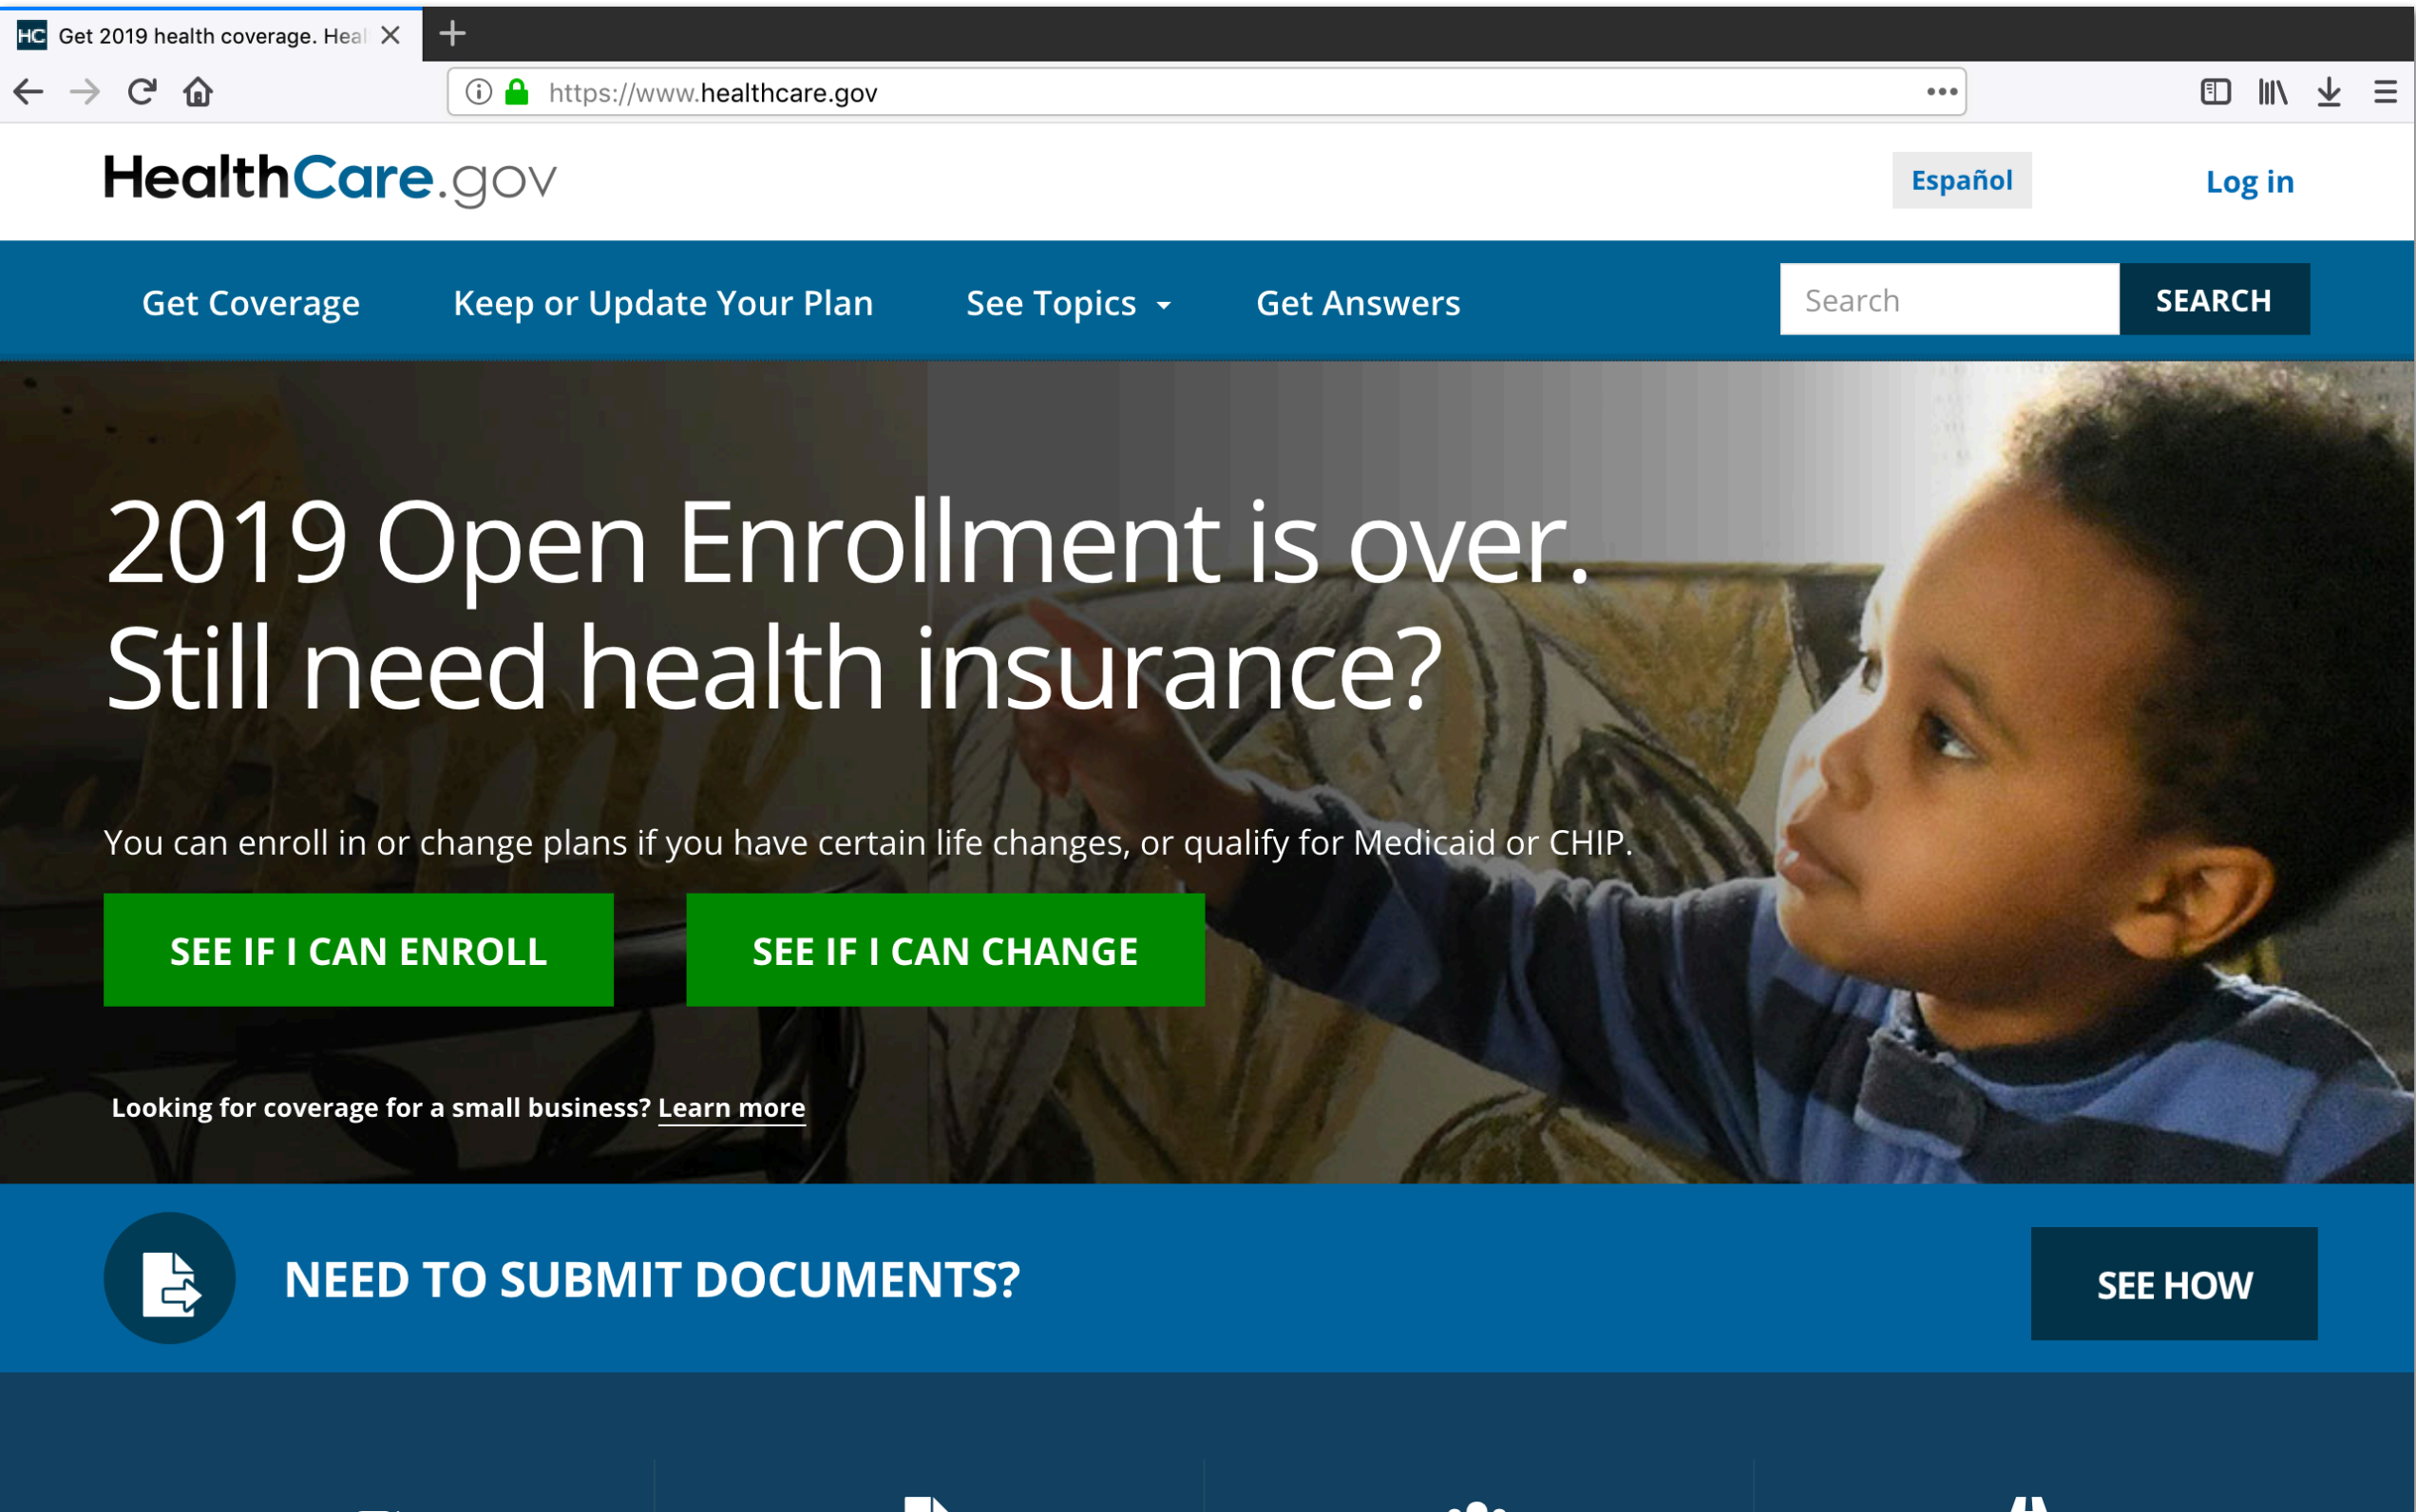 HC Get 2019 health coverage. Heal
https://www.healthcare.gov
HealthCare.gov
Español
Log in
Get Coverage
Keep or Update Your Plan
See Topics
Get Answers
Search
SEARCH
2019 Open Enrollment is over.
Still need health insurance?
You can enroll in or change plans if you have certain life changes, or qualify for Medicaid or CHIP.
SEE IF I CAN ENROLL
SEE IF I CAN CHANGE
Looking for coverage for a small business? Learn more
NEED TO SUBMIT DOCUMENTS?
SEE HOW